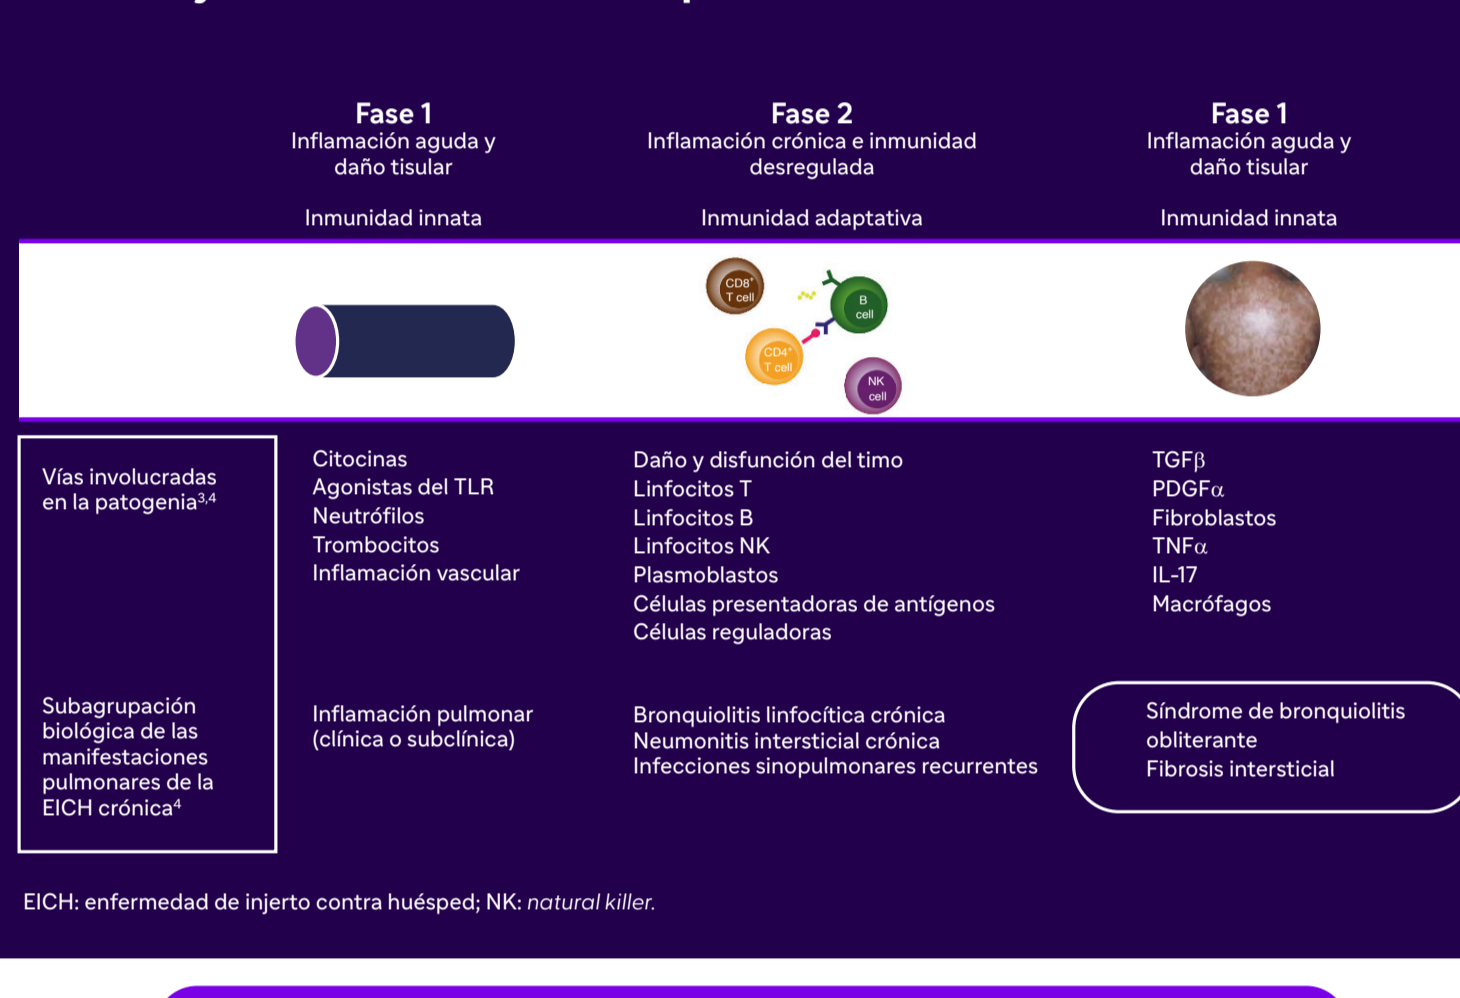 Fase 1
Inflamación aguda y
daño tisular
Inmunidad innata
Fase 2
Inflamación crónica e inmunidad
desregulada
Inmunidad adaptativa
Fase 1
Inflamación aguda y
daño tisular
Inmunidad innata
CD8+
T cell
B
cell
CD4+
T cell
NK
cell
Vías involucradas
en la patogenia3,4
Citocinas
Agonistas del TLR
Neutrófilos
Trombocitos
Inflamación vascular
Daño y disfunción del timo
Linfocitos T
Linfocitos B
Linfocitos NK
Plasmoblastos
Células presentadoras de antígenos
Células reguladoras
TGFβ
PDGFα
Fibroblastos
TNFα
IL-17
Macrófagos
Subagrupación
biológica de las
manifestaciones
pulmonares de la
EICH crónica4
Inflamación pulmonar
(clínica o subclínica)
Bronquiolitis linfocítica crónica
Neumonitis intersticial crónica
Infecciones sinopulmonares recurrentes
Síndrome de bronquiolitis
obliterante
Fibrosis intersticial
EICH: enfermedad de injerto contra huésped; NK: natural killer.